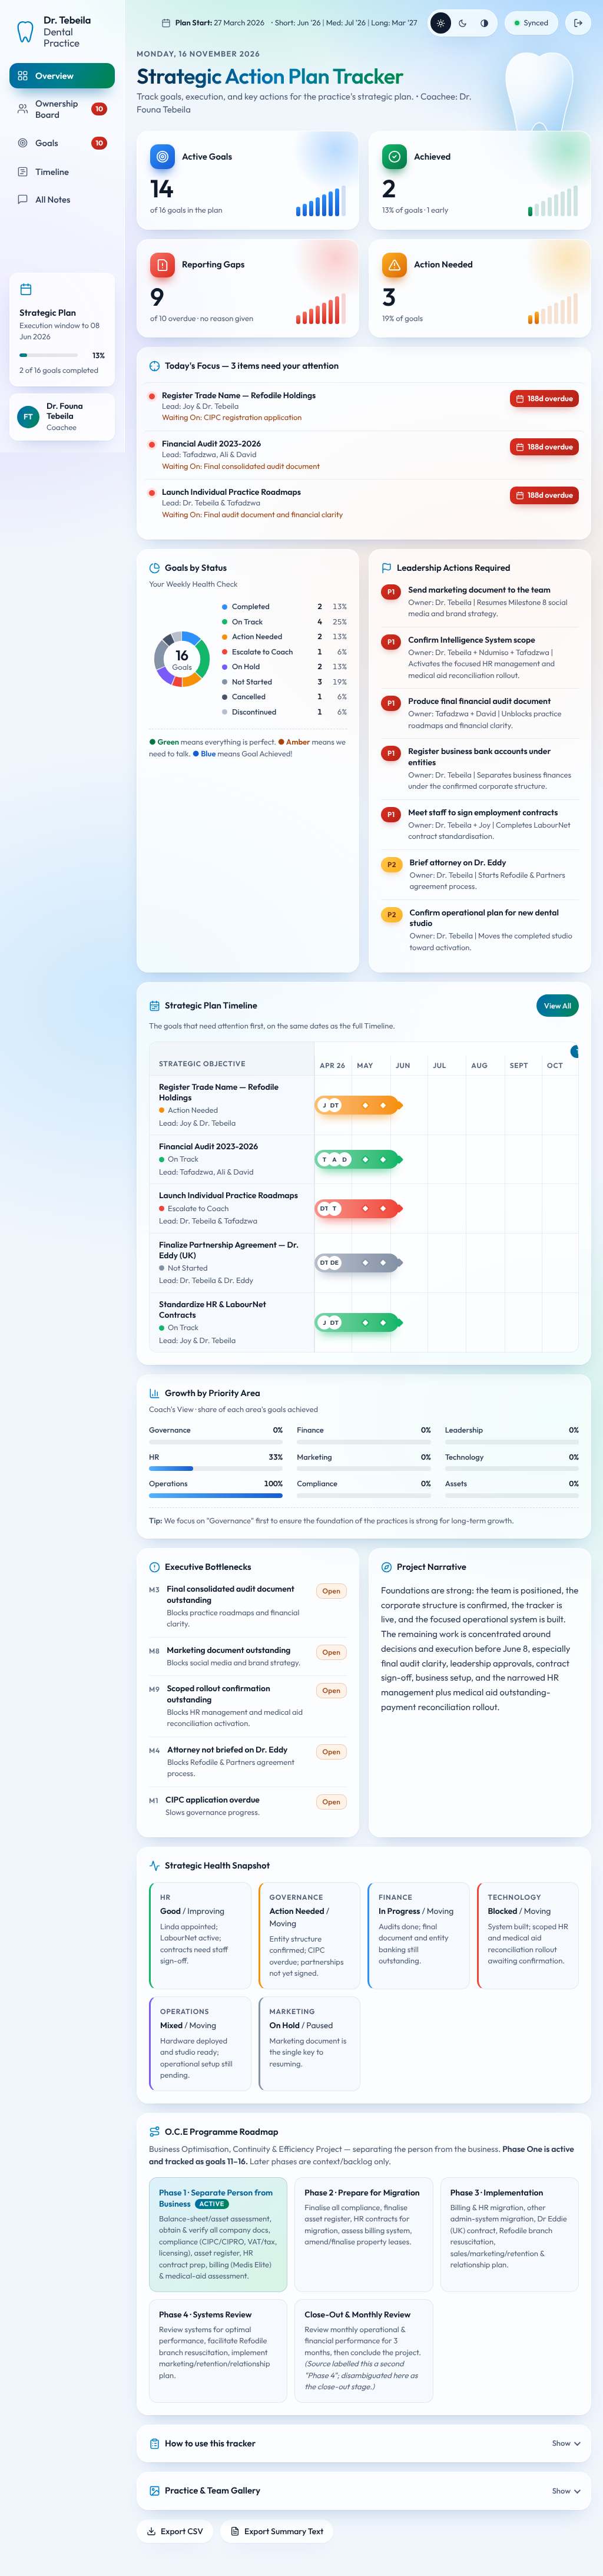 Dr. Tebeila
Dental
Practice
Overview
Ownership
Board
10
Goals
10
Timeline
All Notes
Strategic Plan
Execution window to 08
Jun 2026
13%
2 of 16 goals completed
FT
Dr. Founa
Tebeila
Coachee
Plan Start: 27 March 2026 • Short: Jun '26 | Med: Jul '26 | Long: Mar '27
Synced
MONDAY, 16 NOVEMBER 2026
Strategic Action Plan Tracker
Track goals, execution, and key actions for the practice's strategic plan. • Coachee: Dr.
Founa Tebeila
Active Goals
14
of 16 goals in the plan
Achieved
2
13% of goals · 1 early
Reporting Gaps
9
of 10 overdue · no reason given
Action Needed
3
19% of goals
Today's Focus — 3 items need your attention
Register Trade Name — Refodile Holdings
Lead: Joy & Dr. Tebeila
Waiting On: CIPC registration application
188d overdue
Financial Audit 2023-2026
Lead: Tafadzwa, Ali & David
Waiting On: Final consolidated audit document
188d overdue
Launch Individual Practice Roadmaps
Lead: Dr. Tebeila & Tafadzwa
Waiting On: Final audit document and financial clarity
188d overdue
Goals by Status
Your Weekly Health Check
16
Goals
Completed 2 13%
On Track 4 25%
Action Needed 2 13%
Escalate to Coach 1 6%
On Hold 2 13%
Not Started 3 19%
Cancelled 1 6%
Discontinued 1 6%
Green means everything is perfect. Amber means we
need to talk. Blue means Goal Achieved!
Leadership Actions Required
P1 Send marketing document to the team
Owner: Dr. Tebeila | Resumes Milestone 8 social
media and brand strategy.
P1 Confirm Intelligence System scope
Owner: Dr. Tebeila + Ndumiso + Tafadzwa |
Activates the focused HR management and
medical aid reconciliation rollout.
P1 Produce final financial audit document
Owner: Tafadzwa + David | Unblocks practice
roadmaps and financial clarity.
P1 Register business bank accounts under
entities
Owner: Dr. Tebeila | Separates business finances
under the confirmed corporate structure.
P1 Meet staff to sign employment contracts
Owner: Dr. Tebeila + Joy | Completes LabourNet
contract standardisation.
P2 Brief attorney on Dr. Eddy
Owner: Dr. Tebeila | Starts Refodile & Partners
agreement process.
P2 Confirm operational plan for new dental
studio
Owner: Dr. Tebeila | Moves the completed studio
toward activation.
Strategic Plan Timeline
View All
The goals that need attention first, on the same dates as the full Timeline.
STRATEGIC OBJECTIVE APR 26 MAY JUN JUL AUG SEPT OCT
Register Trade Name — Refodile
Holdings
Action Needed
Lead: Joy & Dr. Tebeila
J DT
Financial Audit 2023-2026
On Track
Lead: Tafadzwa, Ali & David
T A D
Launch Individual Practice Roadmaps
Escalate to Coach
Lead: Dr. Tebeila & Tafadzwa
DT T
Finalize Partnership Agreement — Dr.
Eddy (UK)
Not Started
Lead: Dr. Tebeila & Dr. Eddy
DT DE
Standardize HR & LabourNet
Contracts
On Track
Lead: Joy & Dr. Tebeila
J DT
Growth by Priority Area
Coach's View · share of each area's goals achieved
Governance 0% Finance 0% Leadership 0%
HR 33% Marketing 0% Technology 0%
Operations 100% Compliance 0% Assets 0%
Tip: We focus on "Governance" first to ensure the foundation of the practices is strong for long-term growth.
Executive Bottlenecks
M3 Final consolidated audit document
outstanding
Blocks practice roadmaps and financial
clarity.
Open
M8 Marketing document outstanding
Blocks social media and brand strategy.
Open
M9 Scoped rollout confirmation
outstanding
Blocks HR management and medical aid
reconciliation activation.
Open
M4 Attorney not briefed on Dr. Eddy
Blocks Refodile & Partners agreement
process.
Open
M1 CIPC application overdue
Slows governance progress.
Open
Project Narrative
Foundations are strong: the team is positioned, the
corporate structure is confirmed, the tracker is
live, and the focused operational system is built.
The remaining work is concentrated around
decisions and execution before June 8, especially
final audit clarity, leadership approvals, contract
sign-off, business setup, and the narrowed HR
management plus medical aid outstanding-
payment reconciliation rollout.
Strategic Health Snapshot
HR
Good / Improving
Linda appointed;
LabourNet active;
contracts need staff
sign-off.
GOVERNANCE
Action Needed /
Moving
Entity structure
confirmed; CIPC
overdue; partnerships
not yet signed.
FINANCE
In Progress / Moving
Audits done; final
document and entity
banking still
outstanding.
TECHNOLOGY
Blocked / Moving
System built; scoped HR
and medical aid
reconciliation rollout
awaiting confirmation.
OPERATIONS
Mixed / Moving
Hardware deployed
and studio ready;
operational setup still
pending.
MARKETING
On Hold / Paused
Marketing document is
the single key to
resuming.
O.C.E Programme Roadmap
Business Optimisation, Continuity & Efficiency Project — separating the person from the business. Phase One is active
and tracked as goals 11–16. Later phases are context/backlog only.
Phase 1 · Separate Person from
Business ACTIVE
Balance-sheet/asset assessment,
obtain & verify all company docs,
compliance (CIPC/CIPRO, VAT/tax,
licensing), asset register, HR
contract prep, billing (Medis Elite)
& medical-aid assessment.
Phase 2 · Prepare for Migration
Finalise all compliance, finalise
asset register, HR contracts for
migration, assess billing system,
amend/finalise property leases.
Phase 3 · Implementation
Billing & HR migration, other
admin-system migration, Dr Eddie
(UK) contract, Refodile branch
resuscitation,
sales/marketing/retention &
relationship plan.
Phase 4 · Systems Review
Review systems for optimal
performance, facilitate Refodile
branch resuscitation, implement
marketing/retention/relationship
plan.
Close-Out & Monthly Review
Review monthly operational &
financial performance for 3
months, then conclude the project.
(Source labelled this a second
"Phase 4"; disambiguated here as
the close-out stage.)
How to use this tracker
Show
Practice & Team Gallery
Show
Export CSV
Export Summary Text